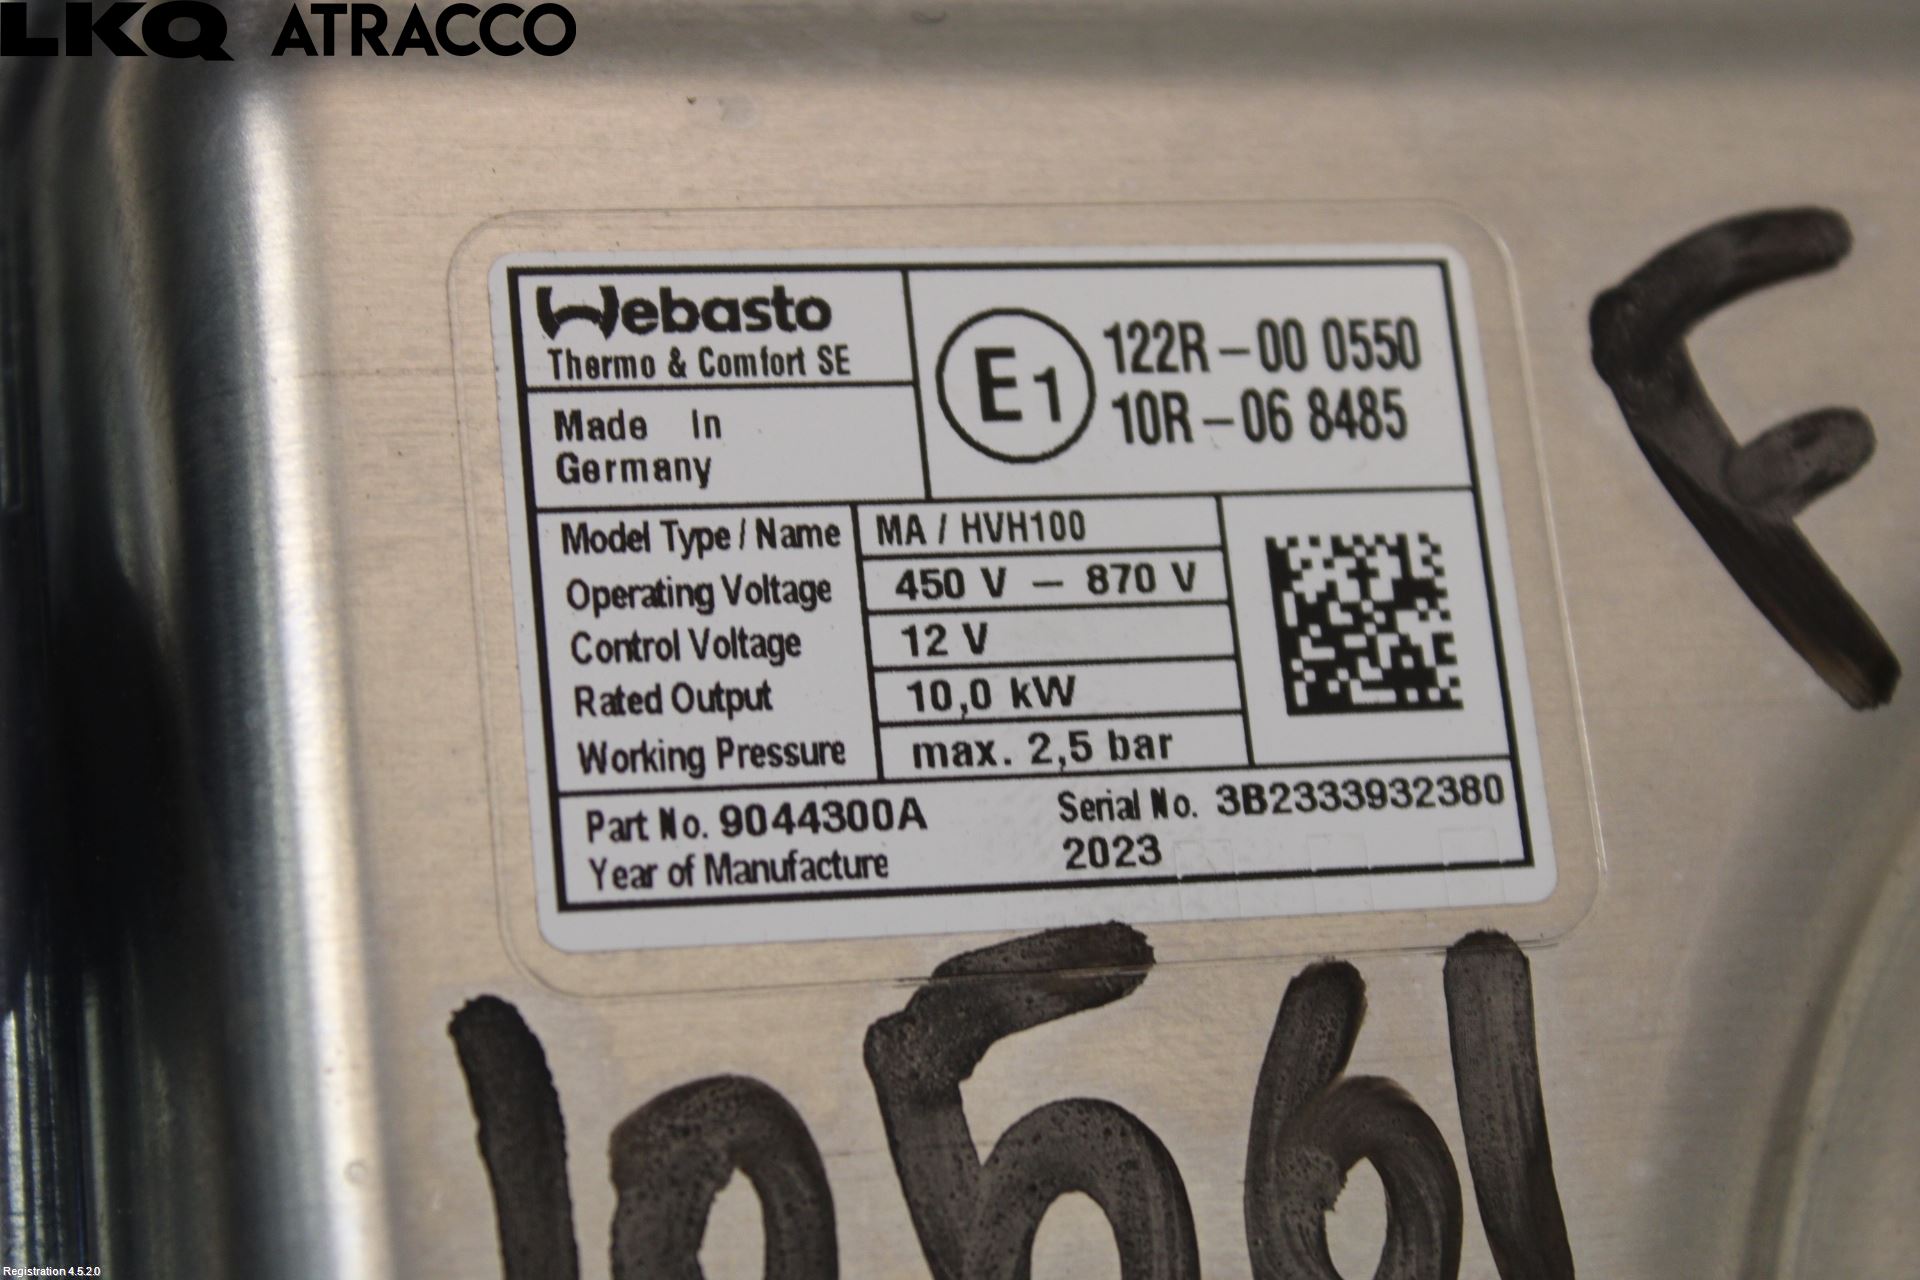 LKQ ATRACCO
Webasto
Thermo & Comfort SE
Made in
Germany
E1
122R-00 0550
10R-06 8485
Model Type / Name MA / HVH100
Operating Voltage 450 V - 870 V
Control Voltage 12 V
Rated Output 10,0 kW
Working Pressure max. 2,5 bar
Part No. 9044300A Serial No. 3B2333932380
Year of Manufacture 2023
F
Registration 4.5.2.0